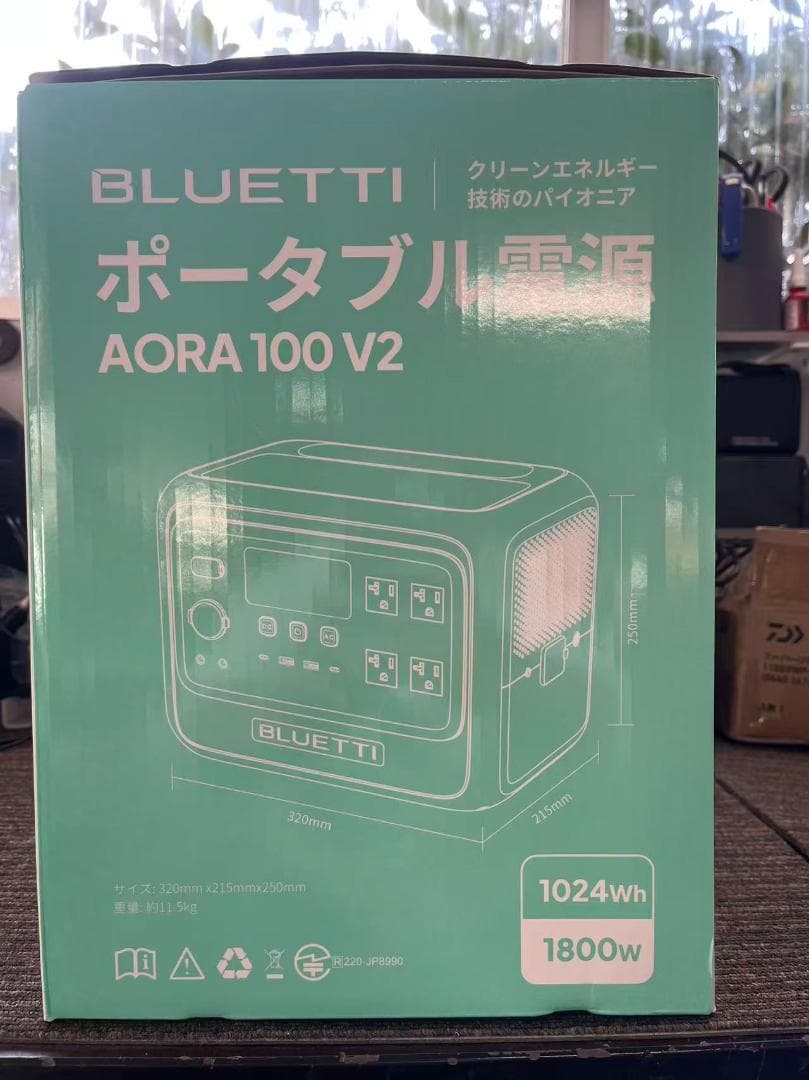 BLUETTI
クリーンエネルギー
技術のパイオニア
ポータブル電源
AORA 100 V2
DC
AC
BLUETTI
250mm
320mm
215mm
サイズ: 320mm x215mmx250mm
重量: 約11.5kg
1024Wh
1800W
R 220-JP8990